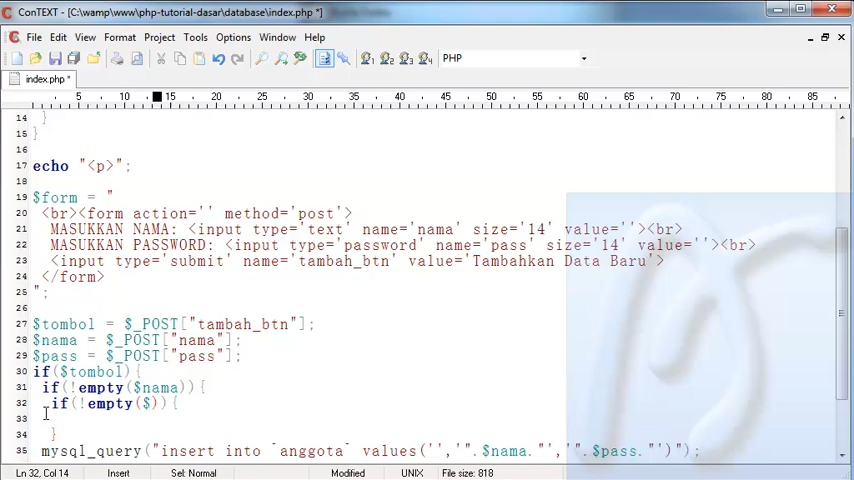 ConTEXT - [C:\wamp\www\php-tutorial-dasar\database\index.php *]
File Edit View Format Project Tools Options Window Help
1 2 3 4 PHP
index.php *
5 10 15 20 25 30 35 40 45 50 55 60 65 70 75 80 85
14 }
15 }
16
17 echo "<p>";
18
19 $form = "
20 <br><form action='' method='post'>
21 MASUKKAN NAMA: <input type='text' name='nama' size='14' value=''><br>
22 MASUKKAN PASSWORD: <input type='password' name='pass' size='14' value=''><br>
23 <input type='submit' name='tambah_btn' value='Tambahkan Data Baru'>
24 </form>
25 ";
26
27 $tombol = $_POST["tambah_btn"];
28 $nama = $_POST["nama"];
29 $pass = $_POST["pass"];
30 if($tombol){
31 if(!empty($nama)){
32 if(!empty($)){
33
34 }
35 mysql_query("insert into `anggota` values('','".$nama."','".$pass."')");
Ln 32, Col 14 Insert Sel: Normal Modified UNIX File size: 818